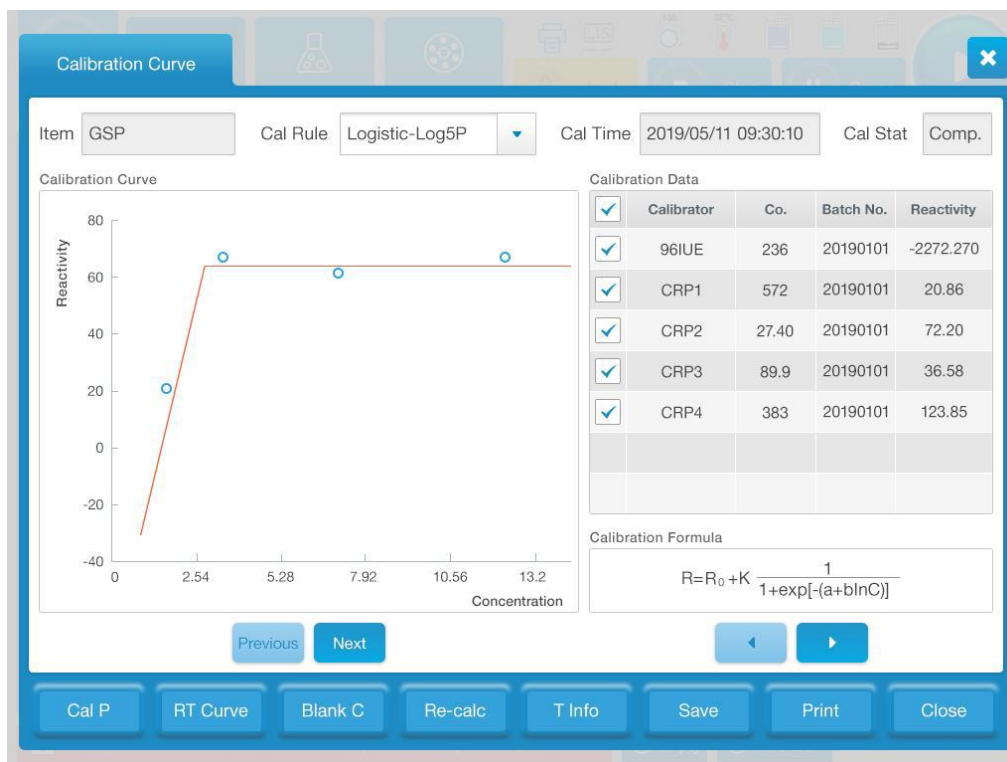 Calibration Curve
Item GSP Cal Rule Logistic-Log5P Cal Time 2019/05/11 09:30:10 Cal Stat Comp.
Calibration Curve
Reactivity
80
60
40
20
0
-20
-40
0 2.54 5.28 7.92 10.56 13.2
Concentration
Previous Next
Calibration Data
Calibrator Co. Batch No. Reactivity
96IUE 236 20190101 -2272.270
CRP1 572 20190101 20.86
CRP2 27.40 20190101 72.20
CRP3 89.9 20190101 36.58
CRP4 383 20190101 123.85
Calibration Formula
R=R₀+K 1
1+exp[-(a+blnC)]
Cal P RT Curve Blank C Re-calc T Info Save Print Close